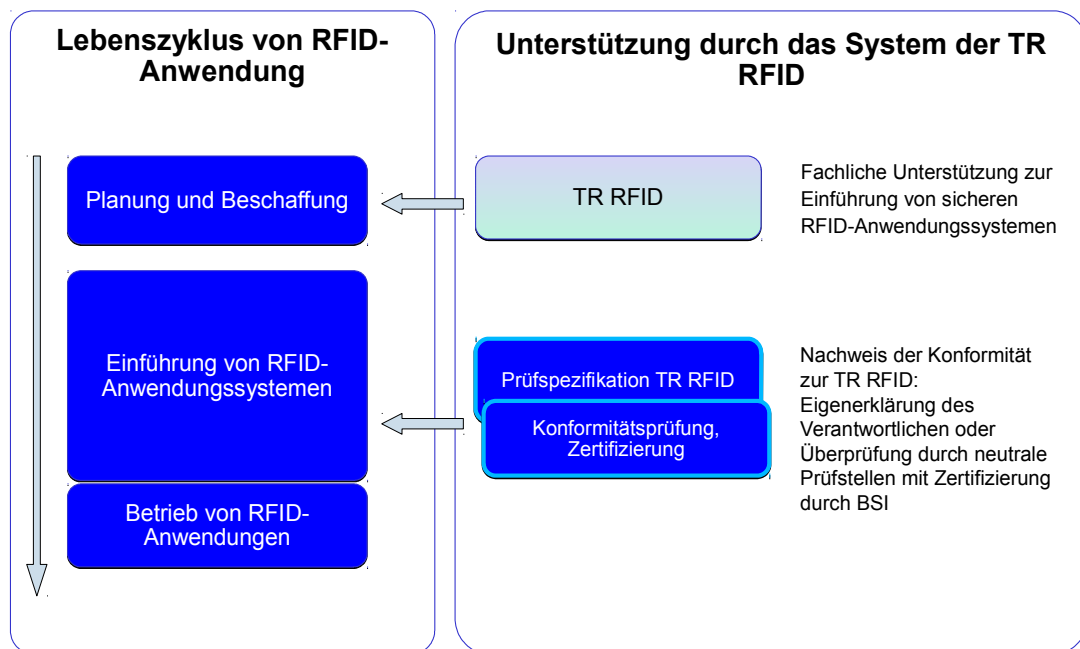 Lebenszyklus von RFID-
Anwendung
Unterstützung durch das System der TR
RFID
Planung und Beschaffung
TR RFID
Fachliche Unterstützung zur
Einführung von sicheren
RFID-Anwendungssystemen
Einführung von RFID-
Anwendungssystemen
Prüfspezifikation TR RFID
Konformitätsprüfung,
Zertifizierung
Nachweis der Konformität
zur TR RFID:
Eigenerklärung des
Verantwortlichen oder
Überprüfung durch neutrale
Prüfstellen mit Zertifizierung
durch BSI
Betrieb von RFID-
Anwendungen